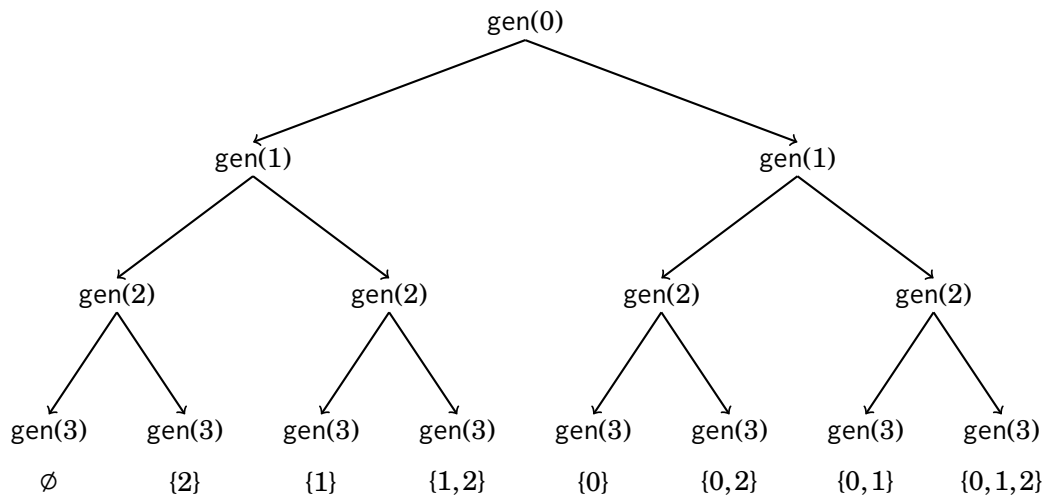 gen(0)
gen(1) gen(1)
gen(2) gen(2) gen(2) gen(2)
gen(3) gen(3) gen(3) gen(3) gen(3) gen(3) gen(3) gen(3)
∅ {2} {1} {1,2} {0} {0,2} {0,1} {0,1,2}